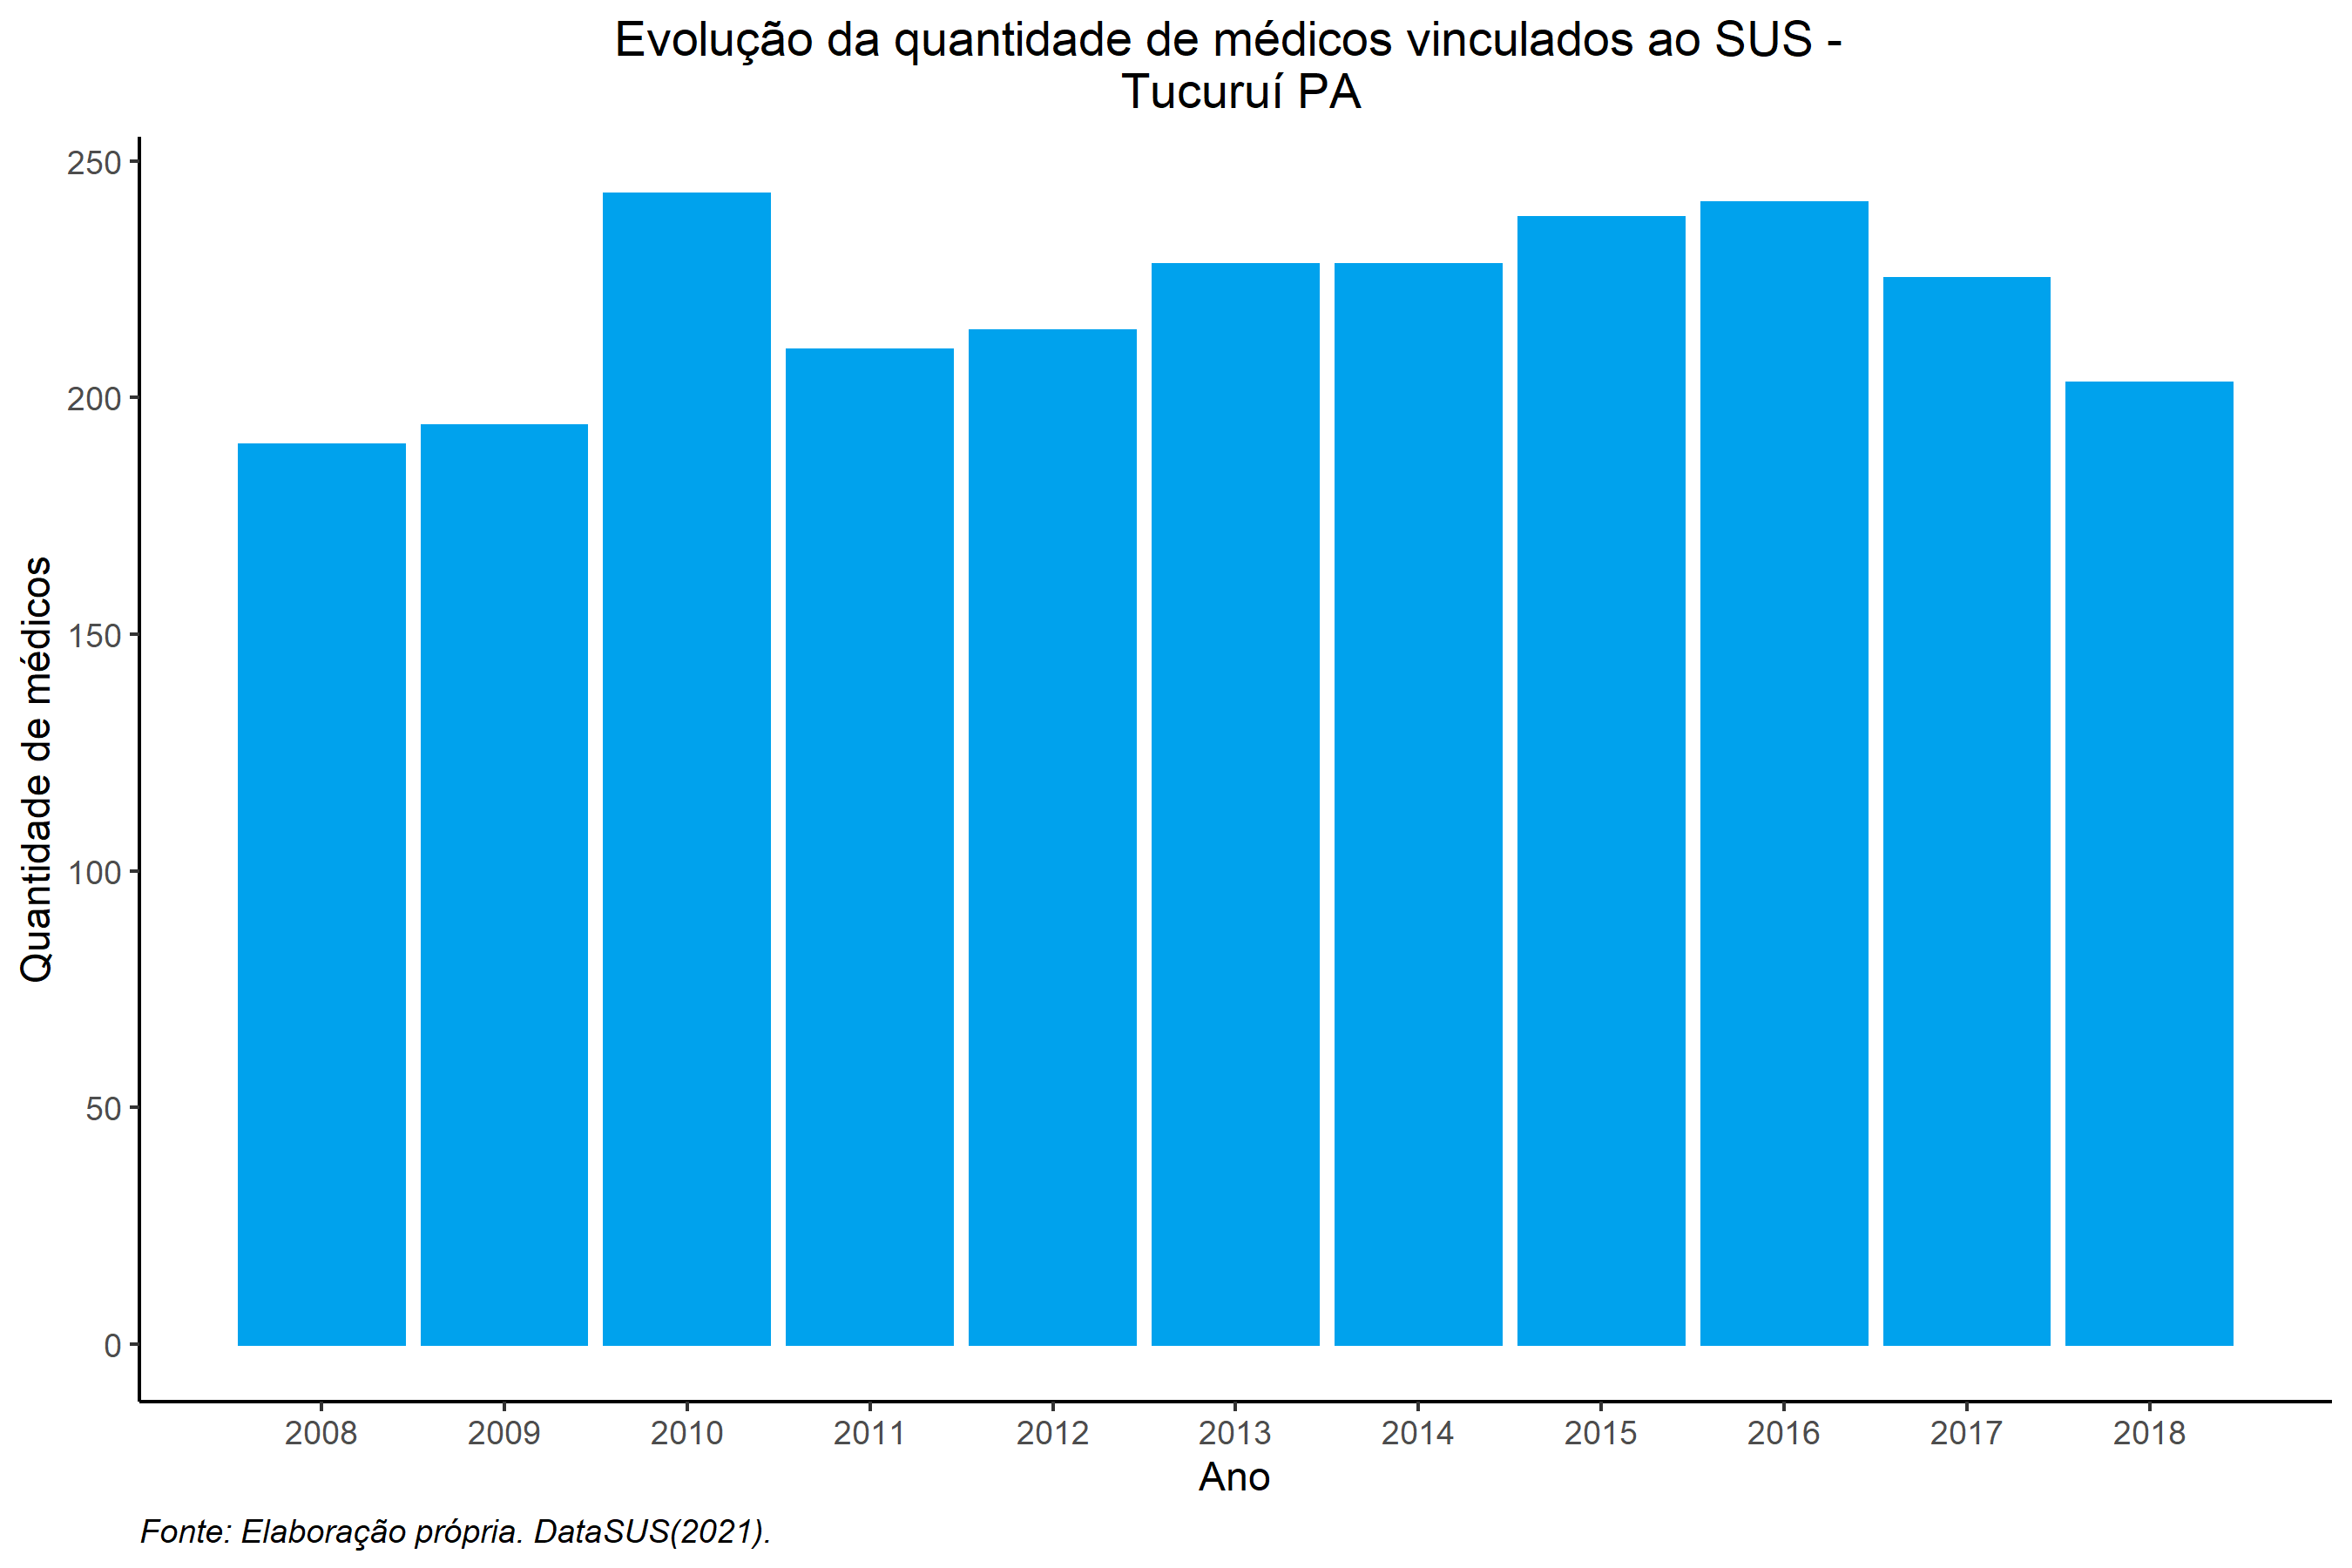 Evolução da quantidade de médicos vinculados ao SUS -
Tucuruí PA
Quantidade de médicos
250
200
150
100
50
0
2008 2009 2010 2011 2012 2013 2014 2015 2016 2017 2018
Ano
Fonte: Elaboração própria. DataSUS(2021).